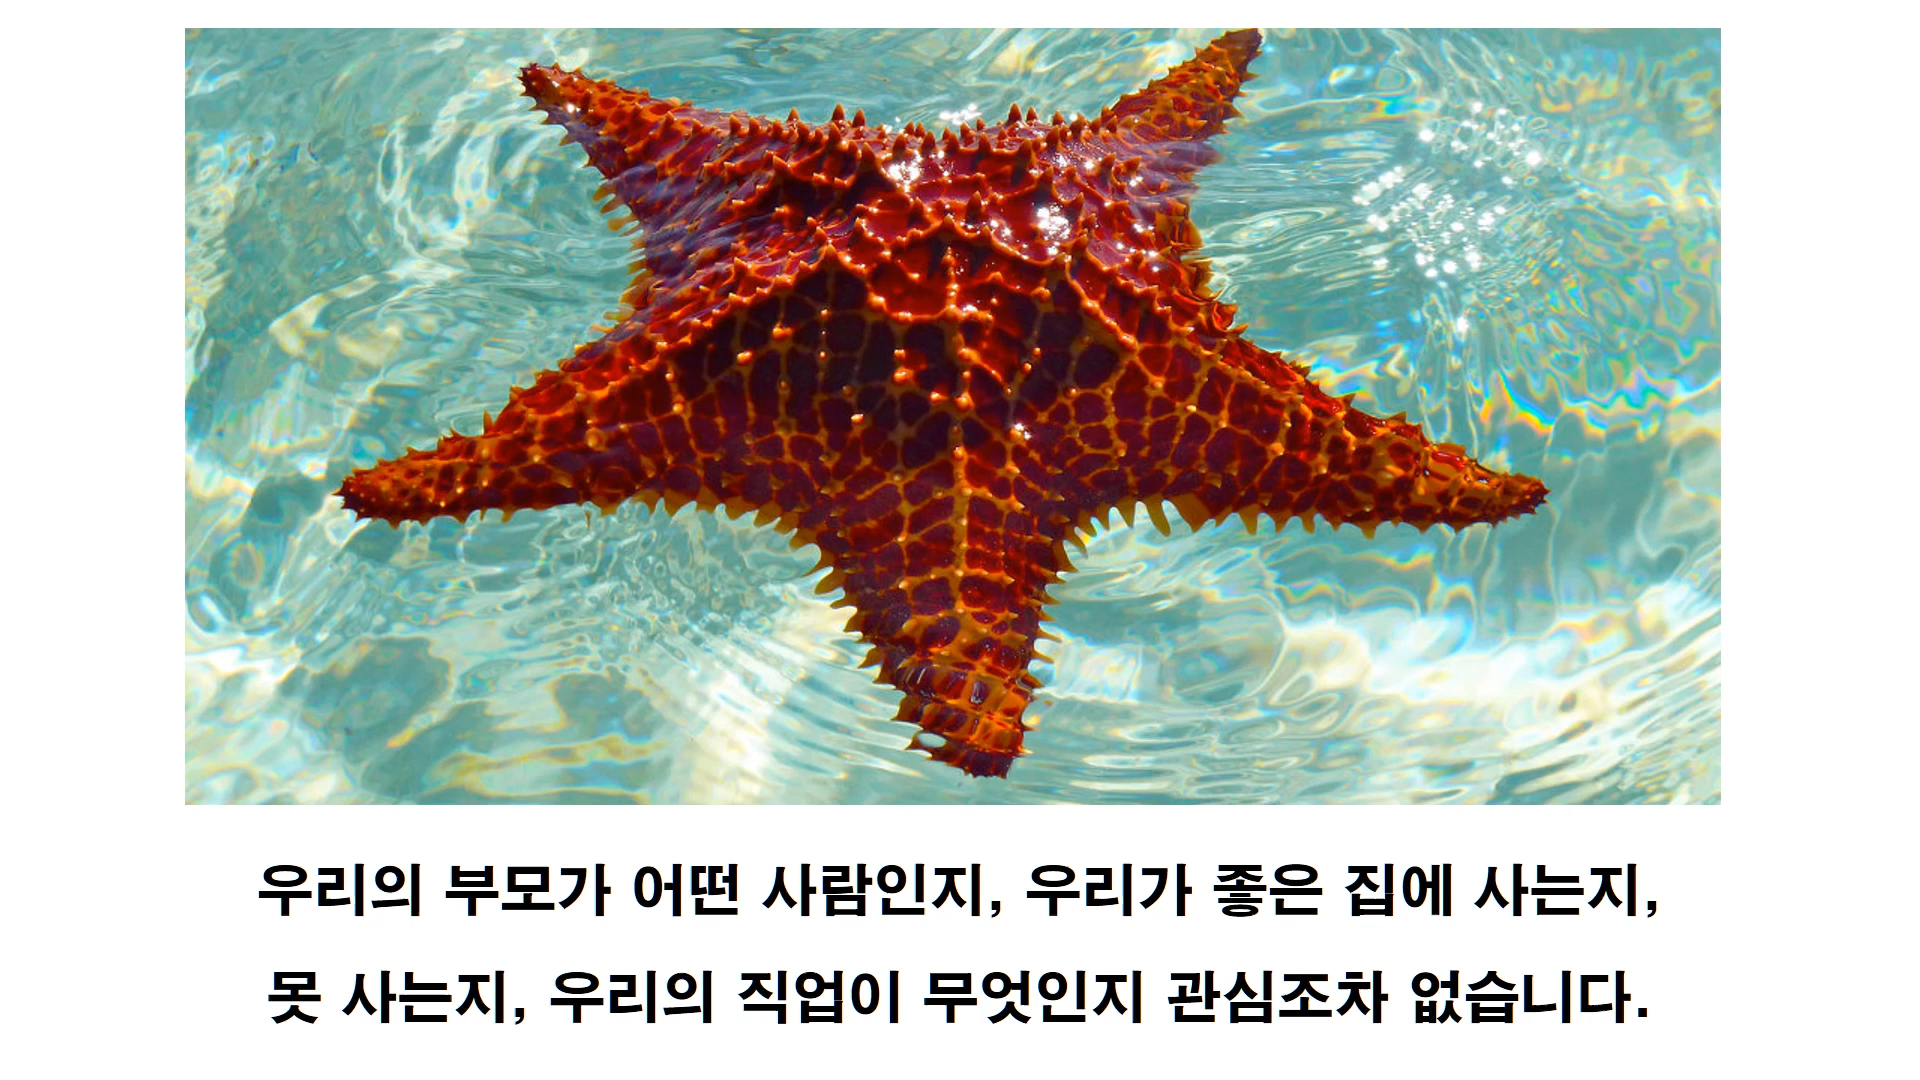 우리의 부모가 어떤 사람인지, 우리가 좋은 집에 사는지,
못 사는지, 우리의 직업이 무엇인지 관심조차 없습니다.